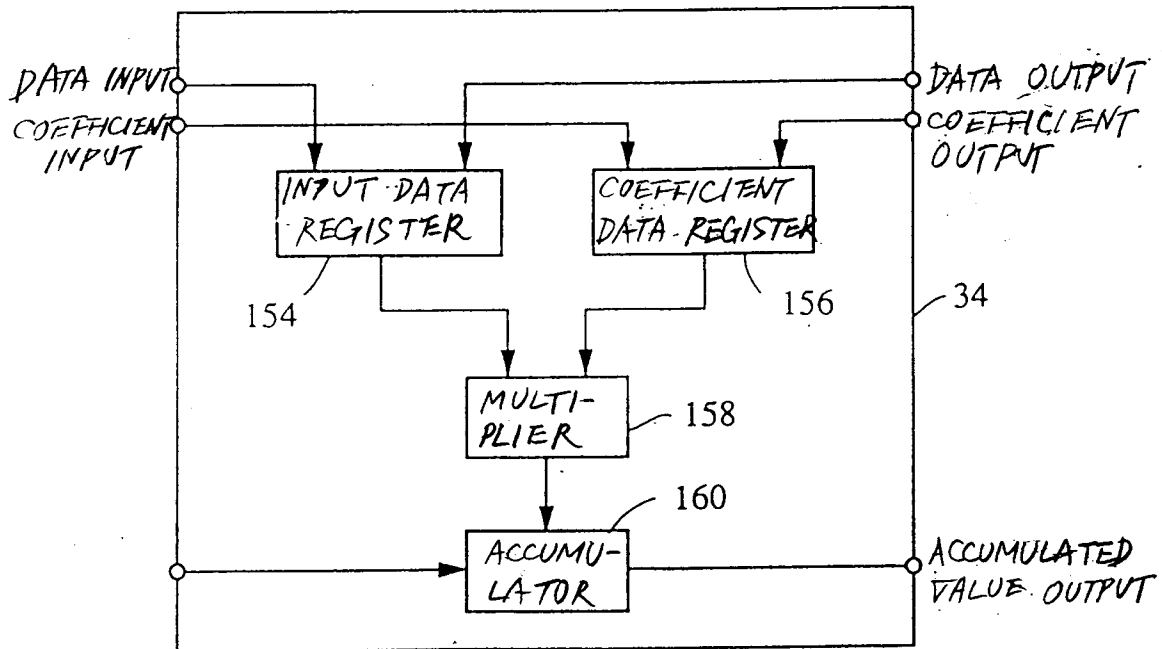 DATA INPUT
COEFFICIENT
INPUT
DATA OUTPUT
COEFFICIENT
OUTPUT
INPUT DATA
REGISTER
COEFFICIENT
DATA REGISTER
154
156
34
MULTI-
PLIER
158
160
ACCUMU-
LATOR
ACCUMULATED
VALUE OUTPUT